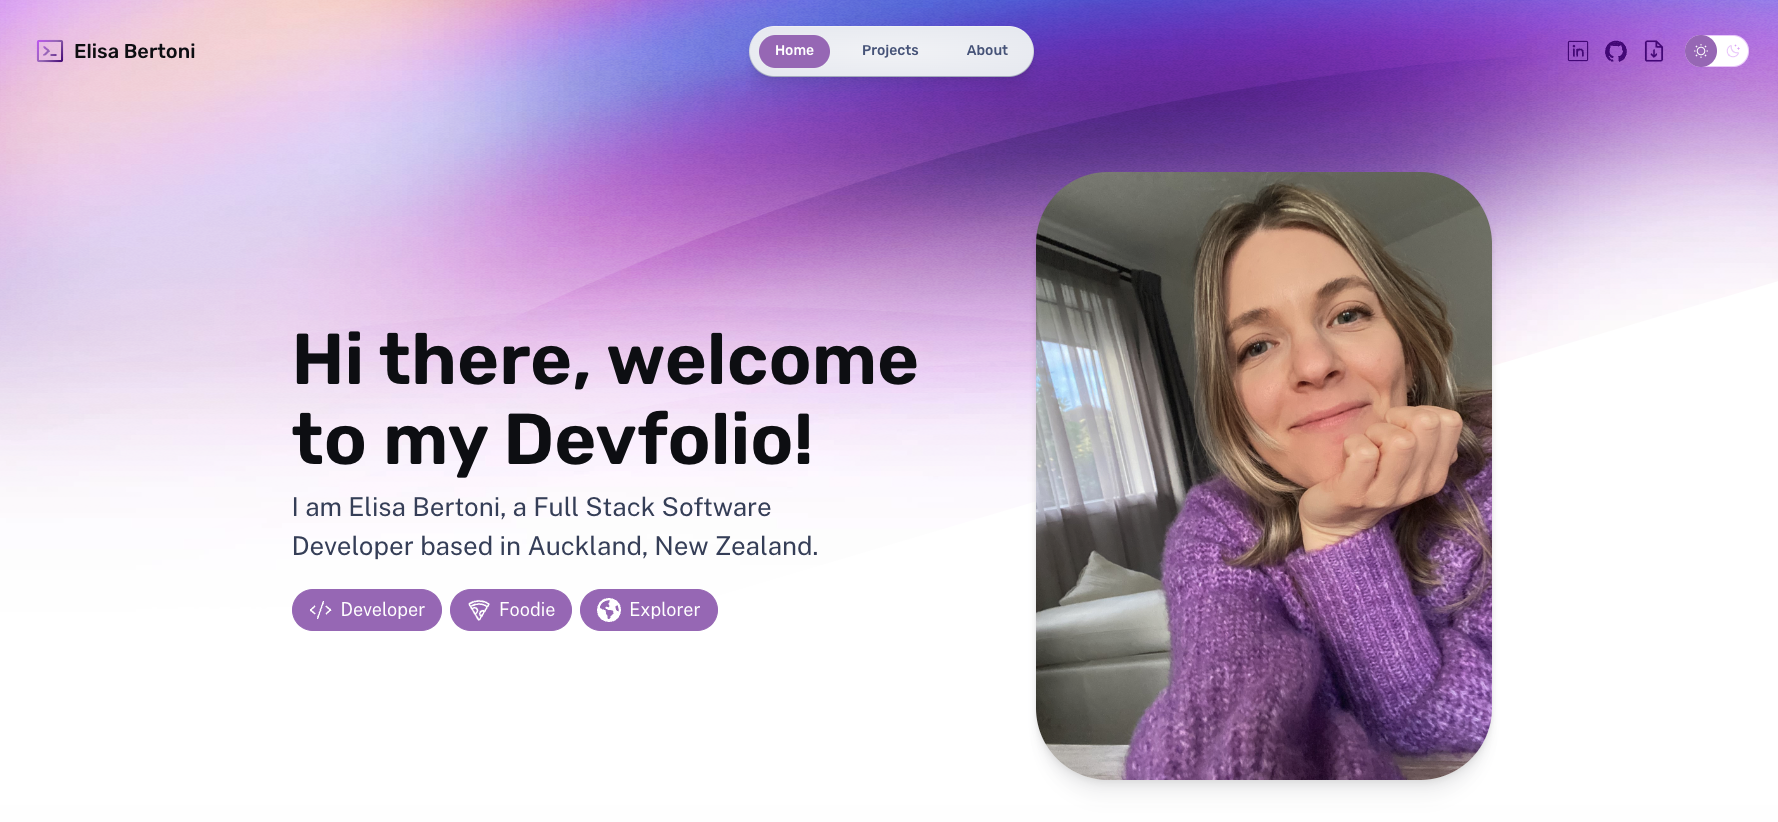 Elisa Bertoni
Home
Projects
About
in
Hi there, welcome
to my Devfolio!
I am Elisa Bertoni, a Full Stack Software
Developer based in Auckland, New Zealand.
</> Developer
Foodie
Explorer